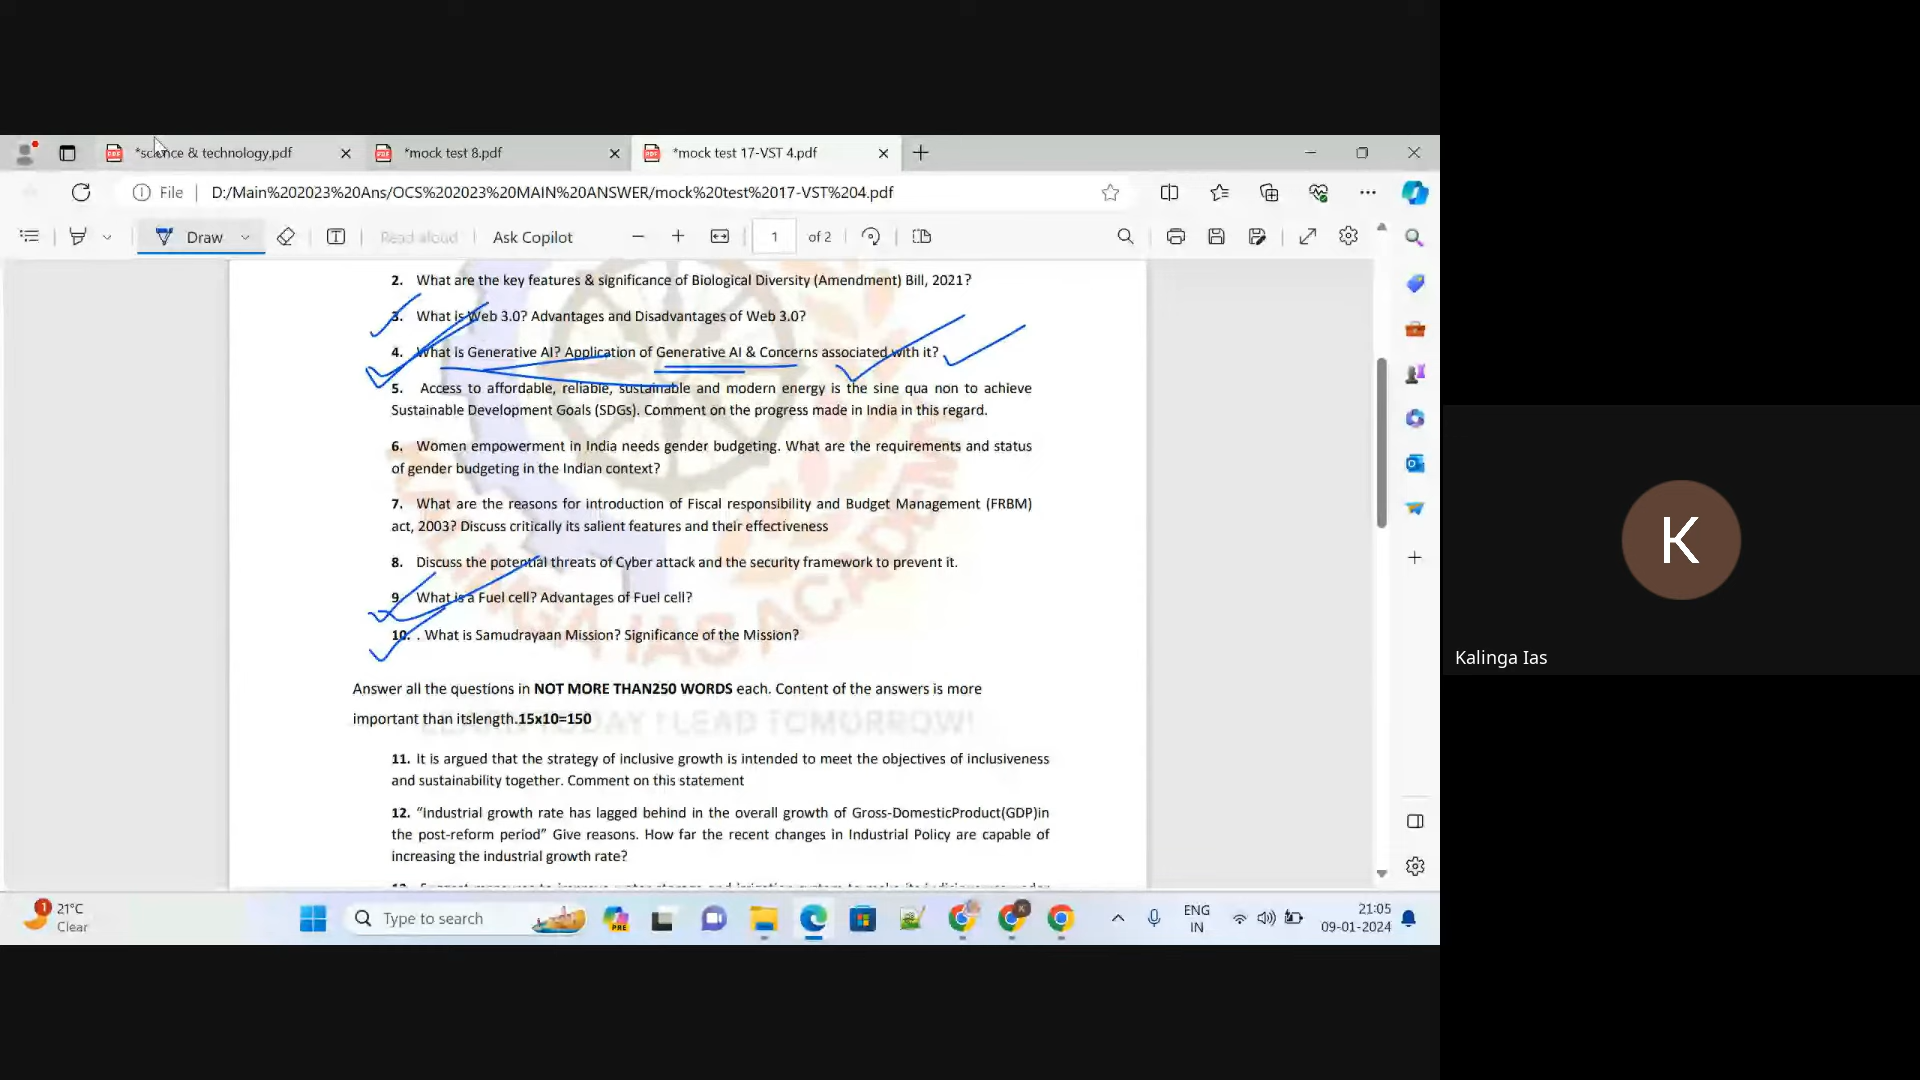 *science & technology.pdf
*mock test 8.pdf
*mock test 17-VST 4.pdf
File
D:/Main%202023%20Ans/OCS%202023%20MAIN%20ANSWER/mock%20test%2017-VST%204.pdf
Draw
Read aloud
Ask Copilot
1
of 2
2. What are the key features & significance of Biological Diversity (Amendment) Bill, 2021?
3. What is Web 3.0? Advantages and Disadvantages of Web 3.0?
4. What is Generative AI? Application of Generative AI & Concerns associated with it?
5. Access to affordable, reliable, sustainable and modern energy is the sine qua non to achieve
Sustainable Development Goals (SDGs). Comment on the progress made in India in this regard.
6. Women empowerment in India needs gender budgeting. What are the requirements and status
of gender budgeting in the Indian context?
7. What are the reasons for introduction of Fiscal responsibility and Budget Management (FRBM)
act, 2003? Discuss critically its salient features and their effectiveness
8. Discuss the potential threats of Cyber attack and the security framework to prevent it.
9. What is a Fuel cell? Advantages of Fuel cell?
10. . What is Samudrayaan Mission? Significance of the Mission?
Answer all the questions in NOT MORE THAN250 WORDS each. Content of the answers is more
important than itslength.15x10=150
LEARN TODAY ! LEAD TOMORROW!
11. It is argued that the strategy of inclusive growth is intended to meet the objectives of inclusiveness
and sustainability together. Comment on this statement
12. “Industrial growth rate has lagged behind in the overall growth of Gross-DomesticProduct(GDP)in
the post-reform period” Give reasons. How far the recent changes in Industrial Policy are capable of
increasing the industrial growth rate?
KALINGA IAS ACADEMY
K
Kalinga Ias
1
21°C
Clear
Type to search
PRE
K
ENG
IN
21:05
09-01-2024